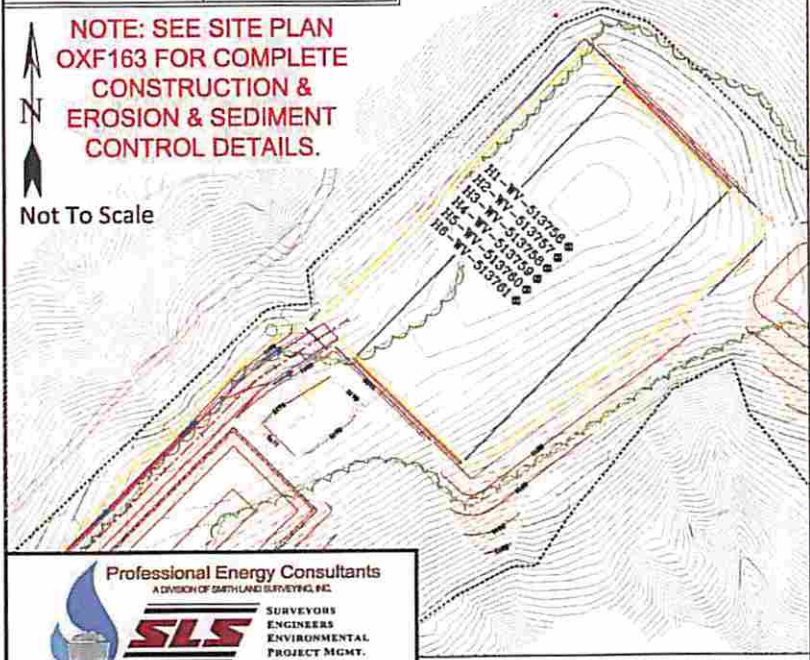 NOTE: SEE SITE PLAN
OXF163 FOR COMPLETE
CONSTRUCTION &
EROSION & SEDIMENT
CONTROL DETAILS.
N
Not To Scale
H1-WV-513756
H2-WV-513757
H3-WV-513758
H4-WV-513759
H5-WV-513760
H6-WV-513761
Professional Energy Consultants
A DIVISION OF SMITH LAND SURVEYING, INC.
SLS
SURVEYORS
ENGINEERS
ENVIRONMENTAL
PROJECT MGMT.